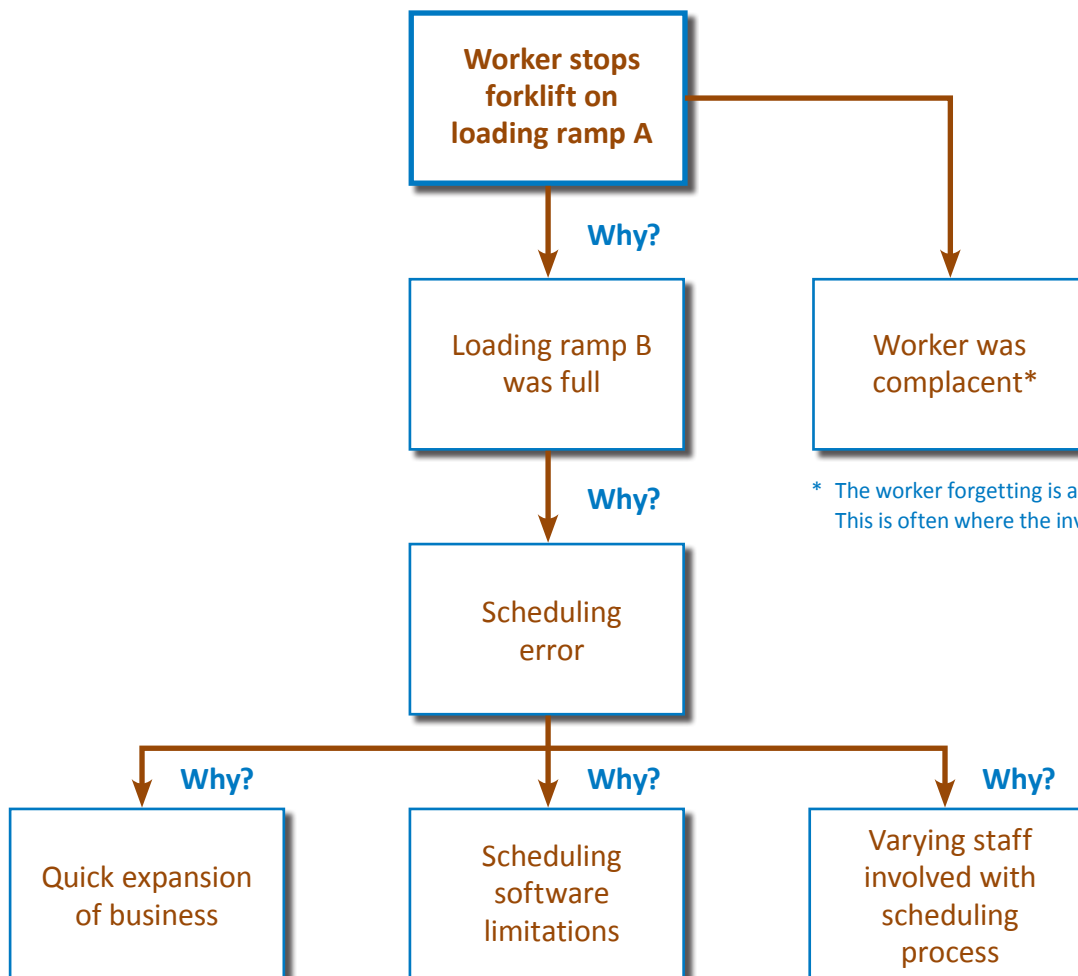 Worker stops
forklift on
loading ramp A
Why?
Loading ramp B
was full
Worker was
complacent*
Why?
* The worker forgetting is a
This is often where the
Scheduling
error
Why?
Why?
Why?
Quick expansion
of business
Scheduling
software
limitations
Varying staff
involved with
scheduling
process